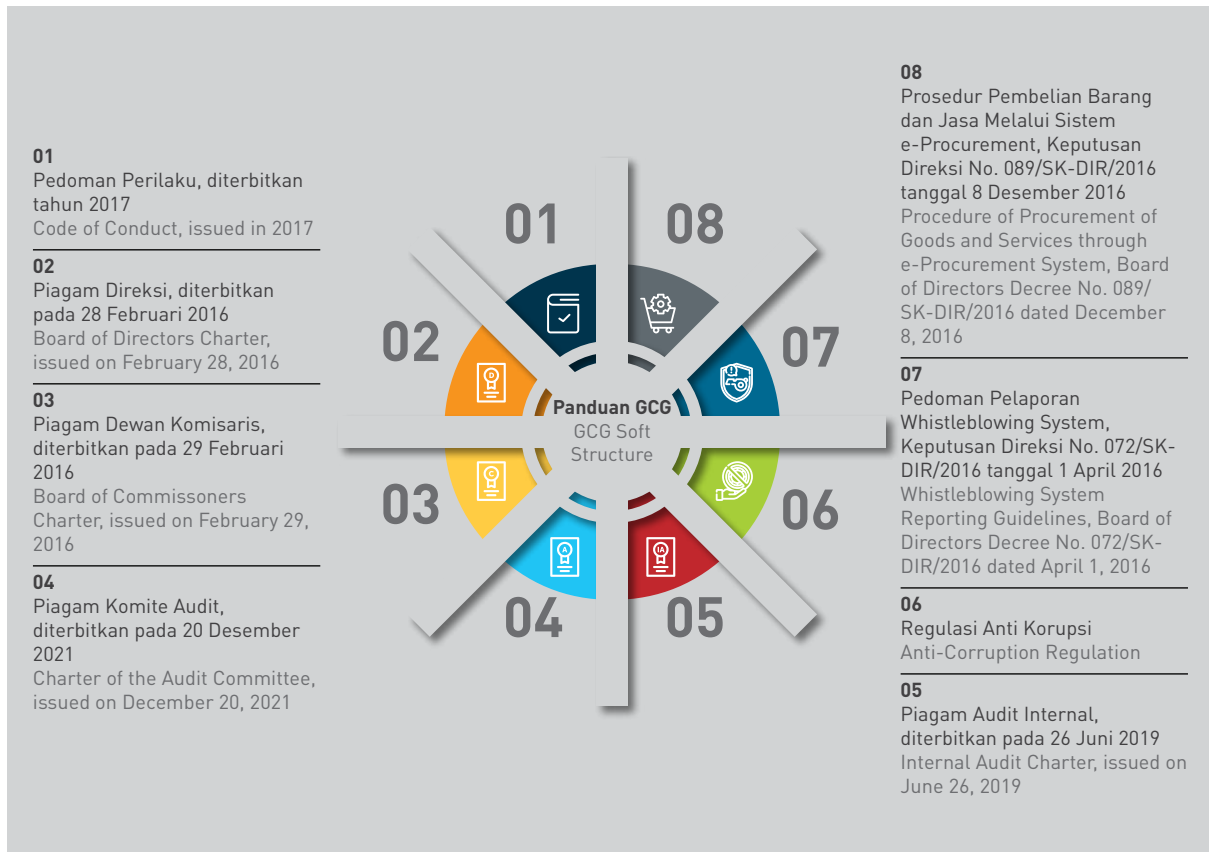 01
Pedoman Perilaku, diterbitkan
tahun 2017
Code of Conduct, issued in 2017
02
Piagam Direksi, diterbitkan
pada 28 Februari 2016
Board of Directors Charter,
issued on February 28, 2016
03
Piagam Dewan Komisaris,
diterbitkan pada 29 Februari
2016
Board of Commissoners
Charter, issued on February 29,
2016
04
Piagam Komite Audit,
diterbitkan pada 20 Desember
2021
Charter of the Audit Committee,
issued on December 20, 2021
01
08
02
07
D
Panduan GCG
GCG Soft
Structure
03
06
C
A
IA
04
05
08
Prosedur Pembelian Barang
dan Jasa Melalui Sistem
e-Procurement, Keputusan
Direksi No. 089/SK-DIR/2016
tanggal 8 Desember 2016
Procedure of Procurement of
Goods and Services through
e-Procurement System, Board
of Directors Decree No. 089/
SK-DIR/2016 dated December
8, 2016
07
Pedoman Pelaporan
Whistleblowing System,
Keputusan Direksi No. 072/SK-
DIR/2016 tanggal 1 April 2016
Whistleblowing System
Reporting Guidelines, Board of
Directors Decree No. 072/SK-
DIR/2016 dated April 1, 2016
06
Regulasi Anti Korupsi
Anti-Corruption Regulation
05
Piagam Audit Internal,
diterbitkan pada 26 Juni 2019
Internal Audit Charter, issued on
June 26, 2019